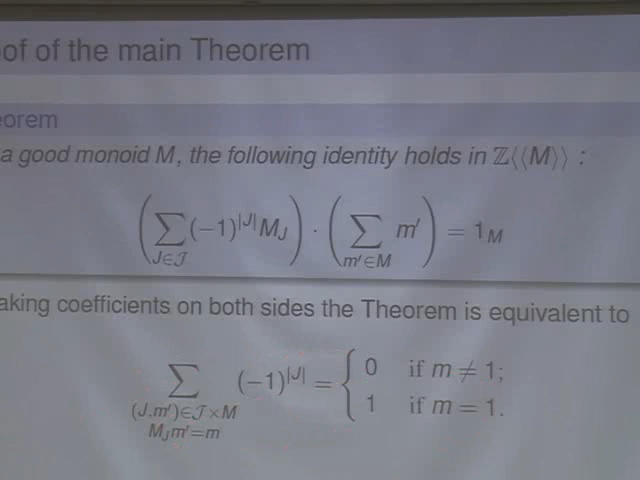 of of the main Theorem
eorem
a good monoid M, the following identity holds in ℤ⟨⟨M⟩⟩ :
(∑_{J∈𝒥} (−1)^{|J|} M_J) · (∑_{m′∈M} m′) = 1_M
aking coefficients on both sides the Theorem is equivalent to
∑_{(J,m′)∈𝒥×M, M_J m′=m} (−1)^{|J|} = { 0 if m ≠ 1; 1 if m = 1.